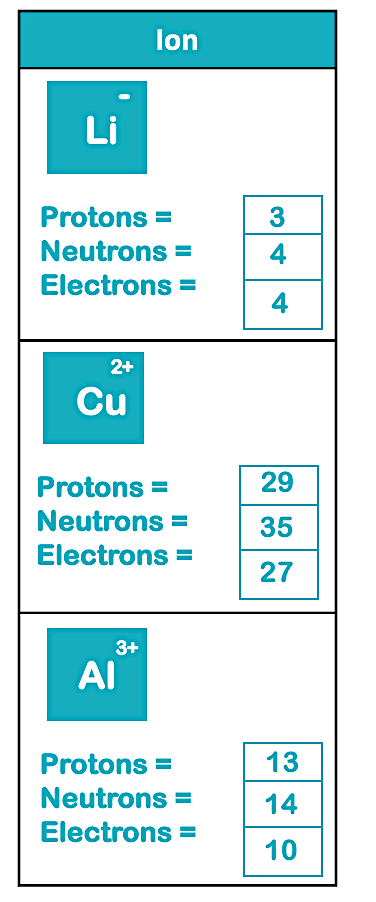 Ion
Li -
Protons = 3
Neutrons = 4
Electrons = 4
Cu 2+
Protons = 29
Neutrons = 35
Electrons = 27
Al 3+
Protons = 13
Neutrons = 14
Electrons = 10